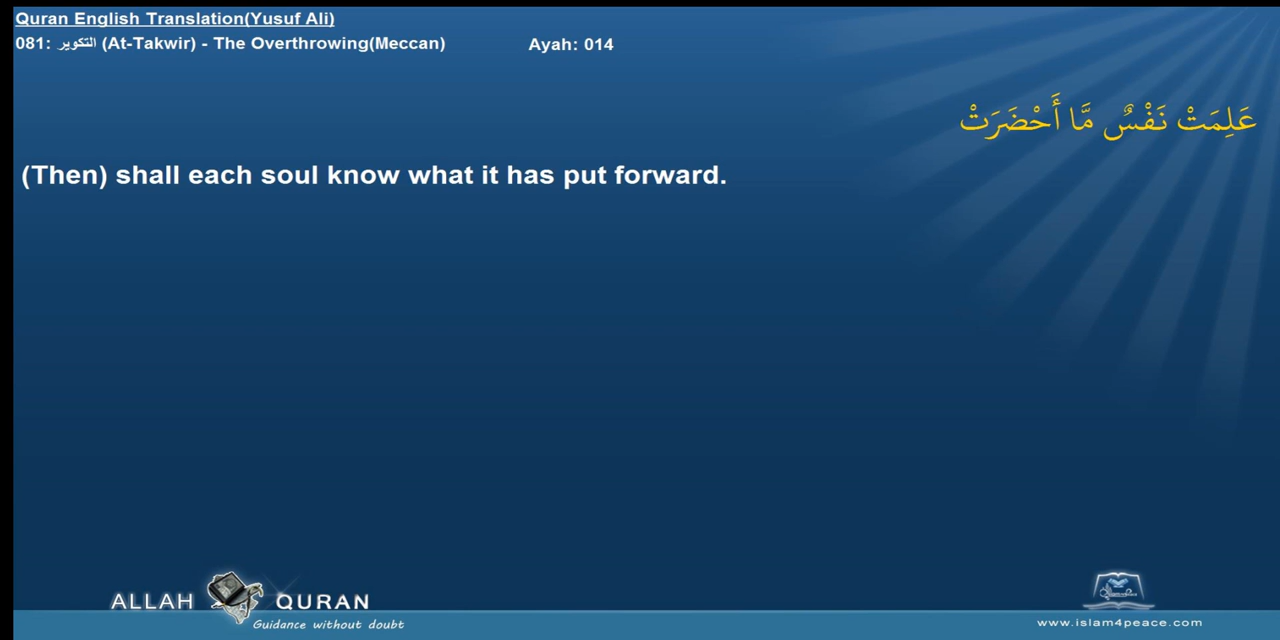 Quran English Translation(Yusuf Ali)
081: التكوير (At-Takwir) - The Overthrowing(Meccan) Ayah: 014
عَلِمَتْ نَفْسٌ مَّا أَحْضَرَتْ
(Then) shall each soul know what it has put forward.
ALLAH QURAN
Guidance without doubt
www.islam4peace.com